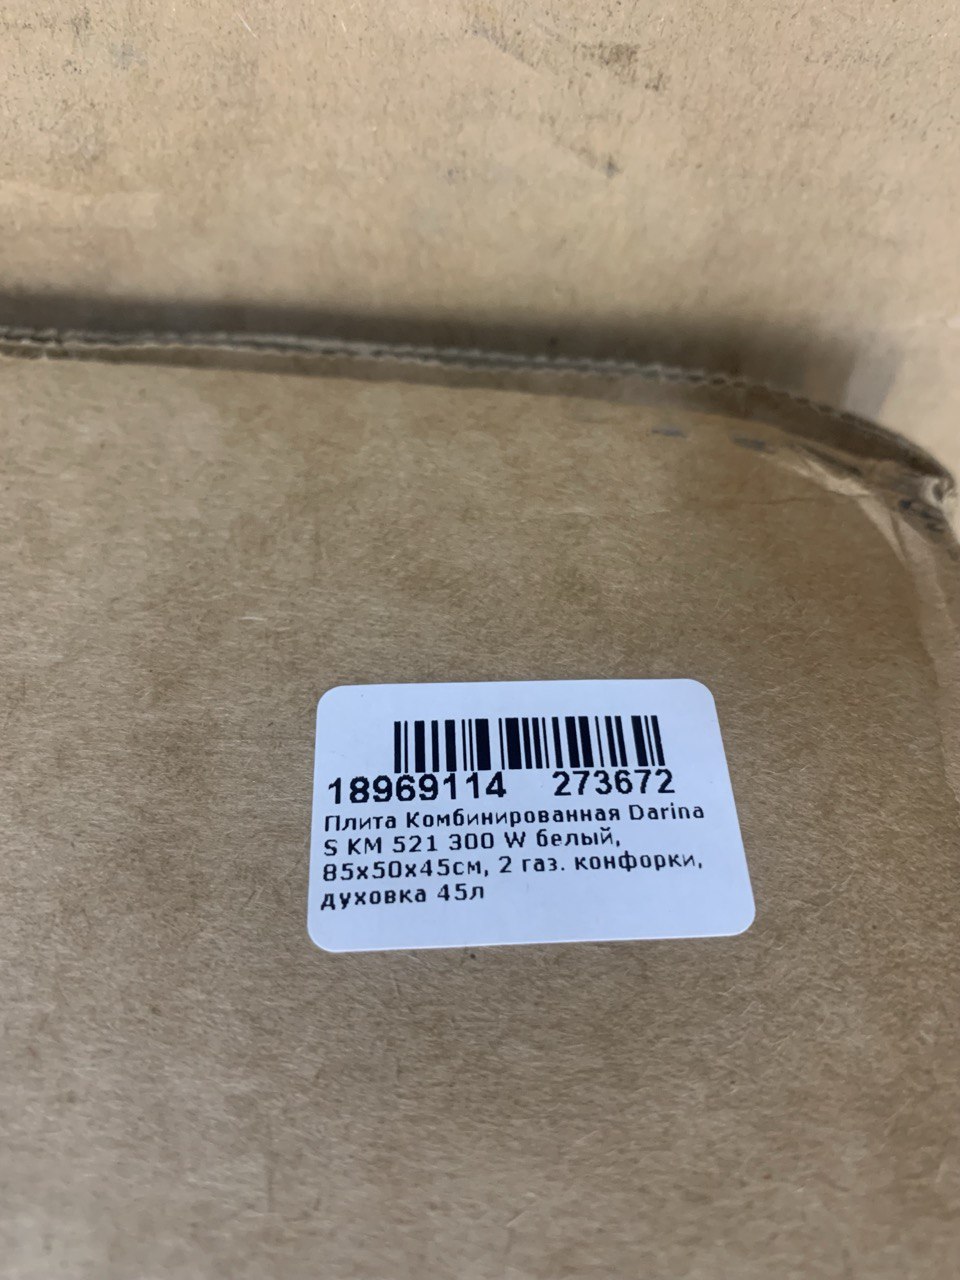 18969114 273672
Плита Комбинированная Darina
S KM 521 300 W белый,
85x50x45см, 2 газ. конфорки,
духовка 45л